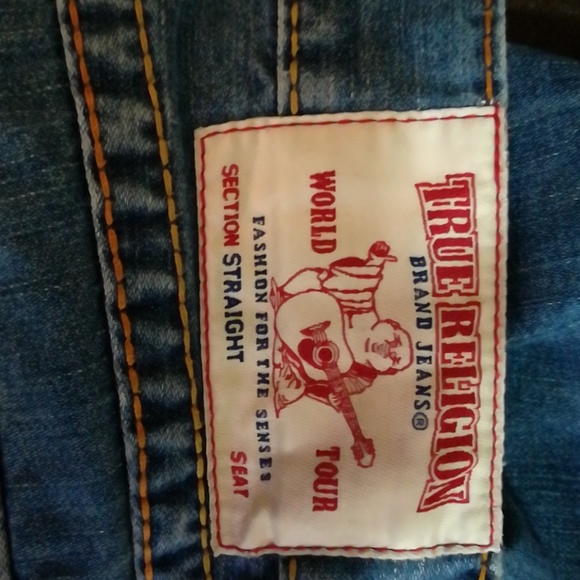 TRUE RELIGION
BRAND JEANS®
WORLD TOUR
FASHION FOR THE SENSES
SECTION STRAIGHT SEAT